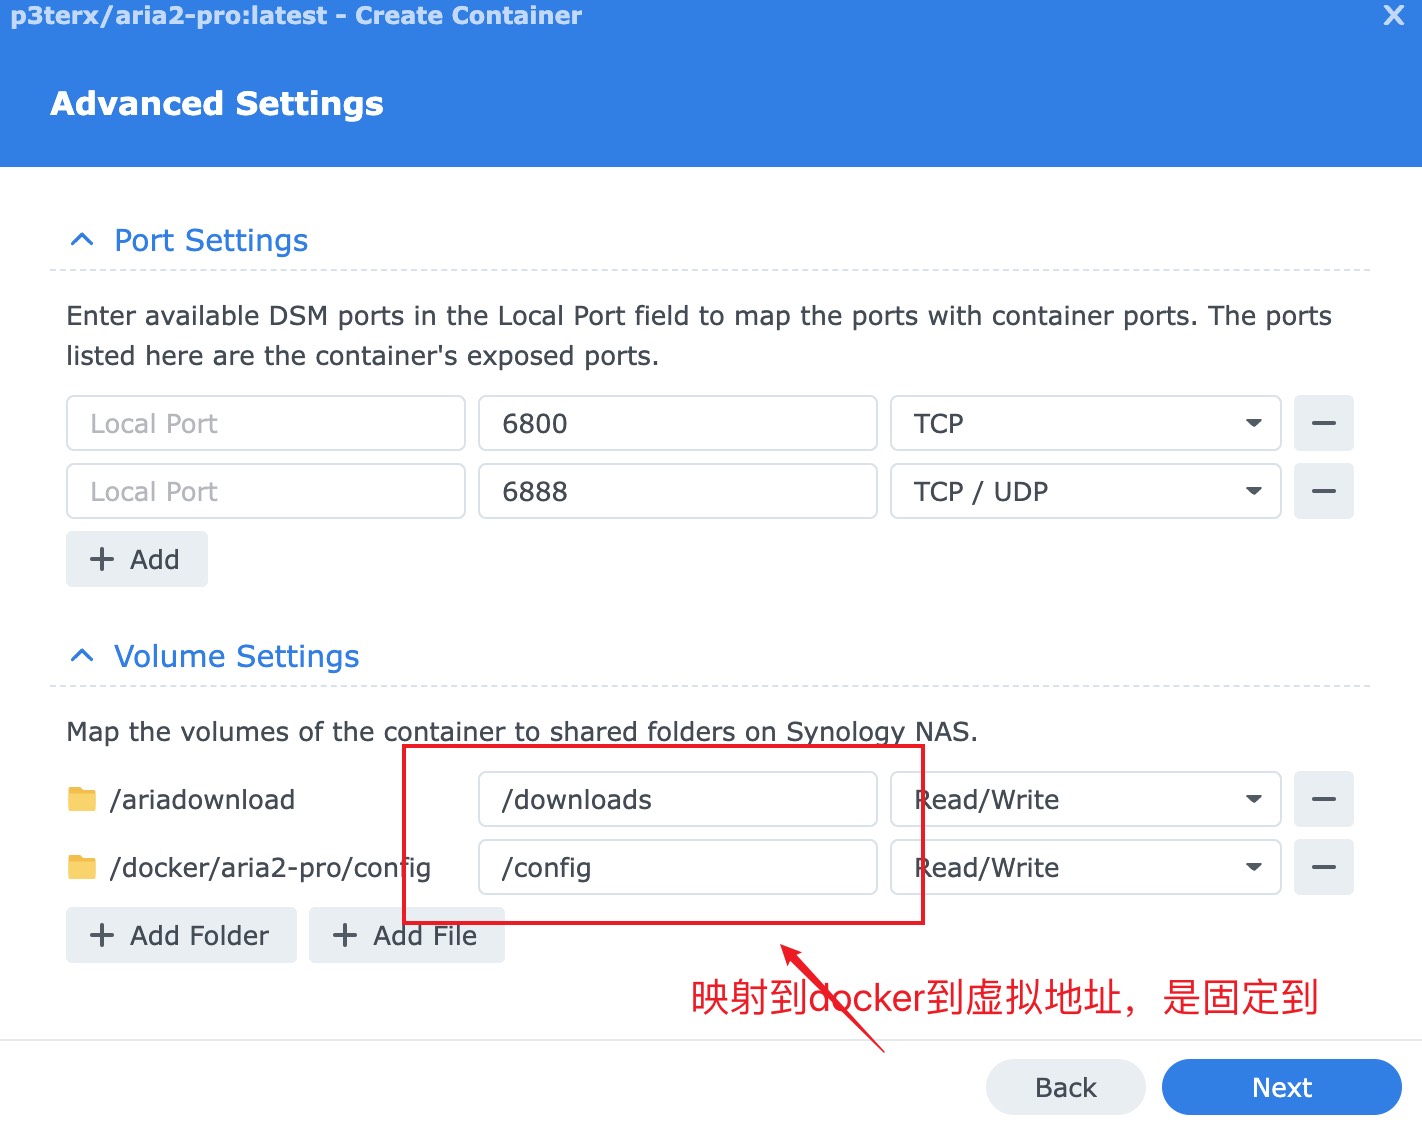 p3terx/aria2-pro:latest - Create Container
Advanced Settings
Port Settings
Enter available DSM ports in the Local Port field to map the ports with container ports. The ports
listed here are the container's exposed ports.
Local Port 6800 TCP
Local Port 6888 TCP / UDP
Add
Volume Settings
Map the volumes of the container to shared folders on Synology NAS.
/ariadownload /downloads Read/Write
/docker/aria2-pro/config /config Read/Write
Add Folder Add File
映射到docker到虚拟地址，是固定到
Back Next